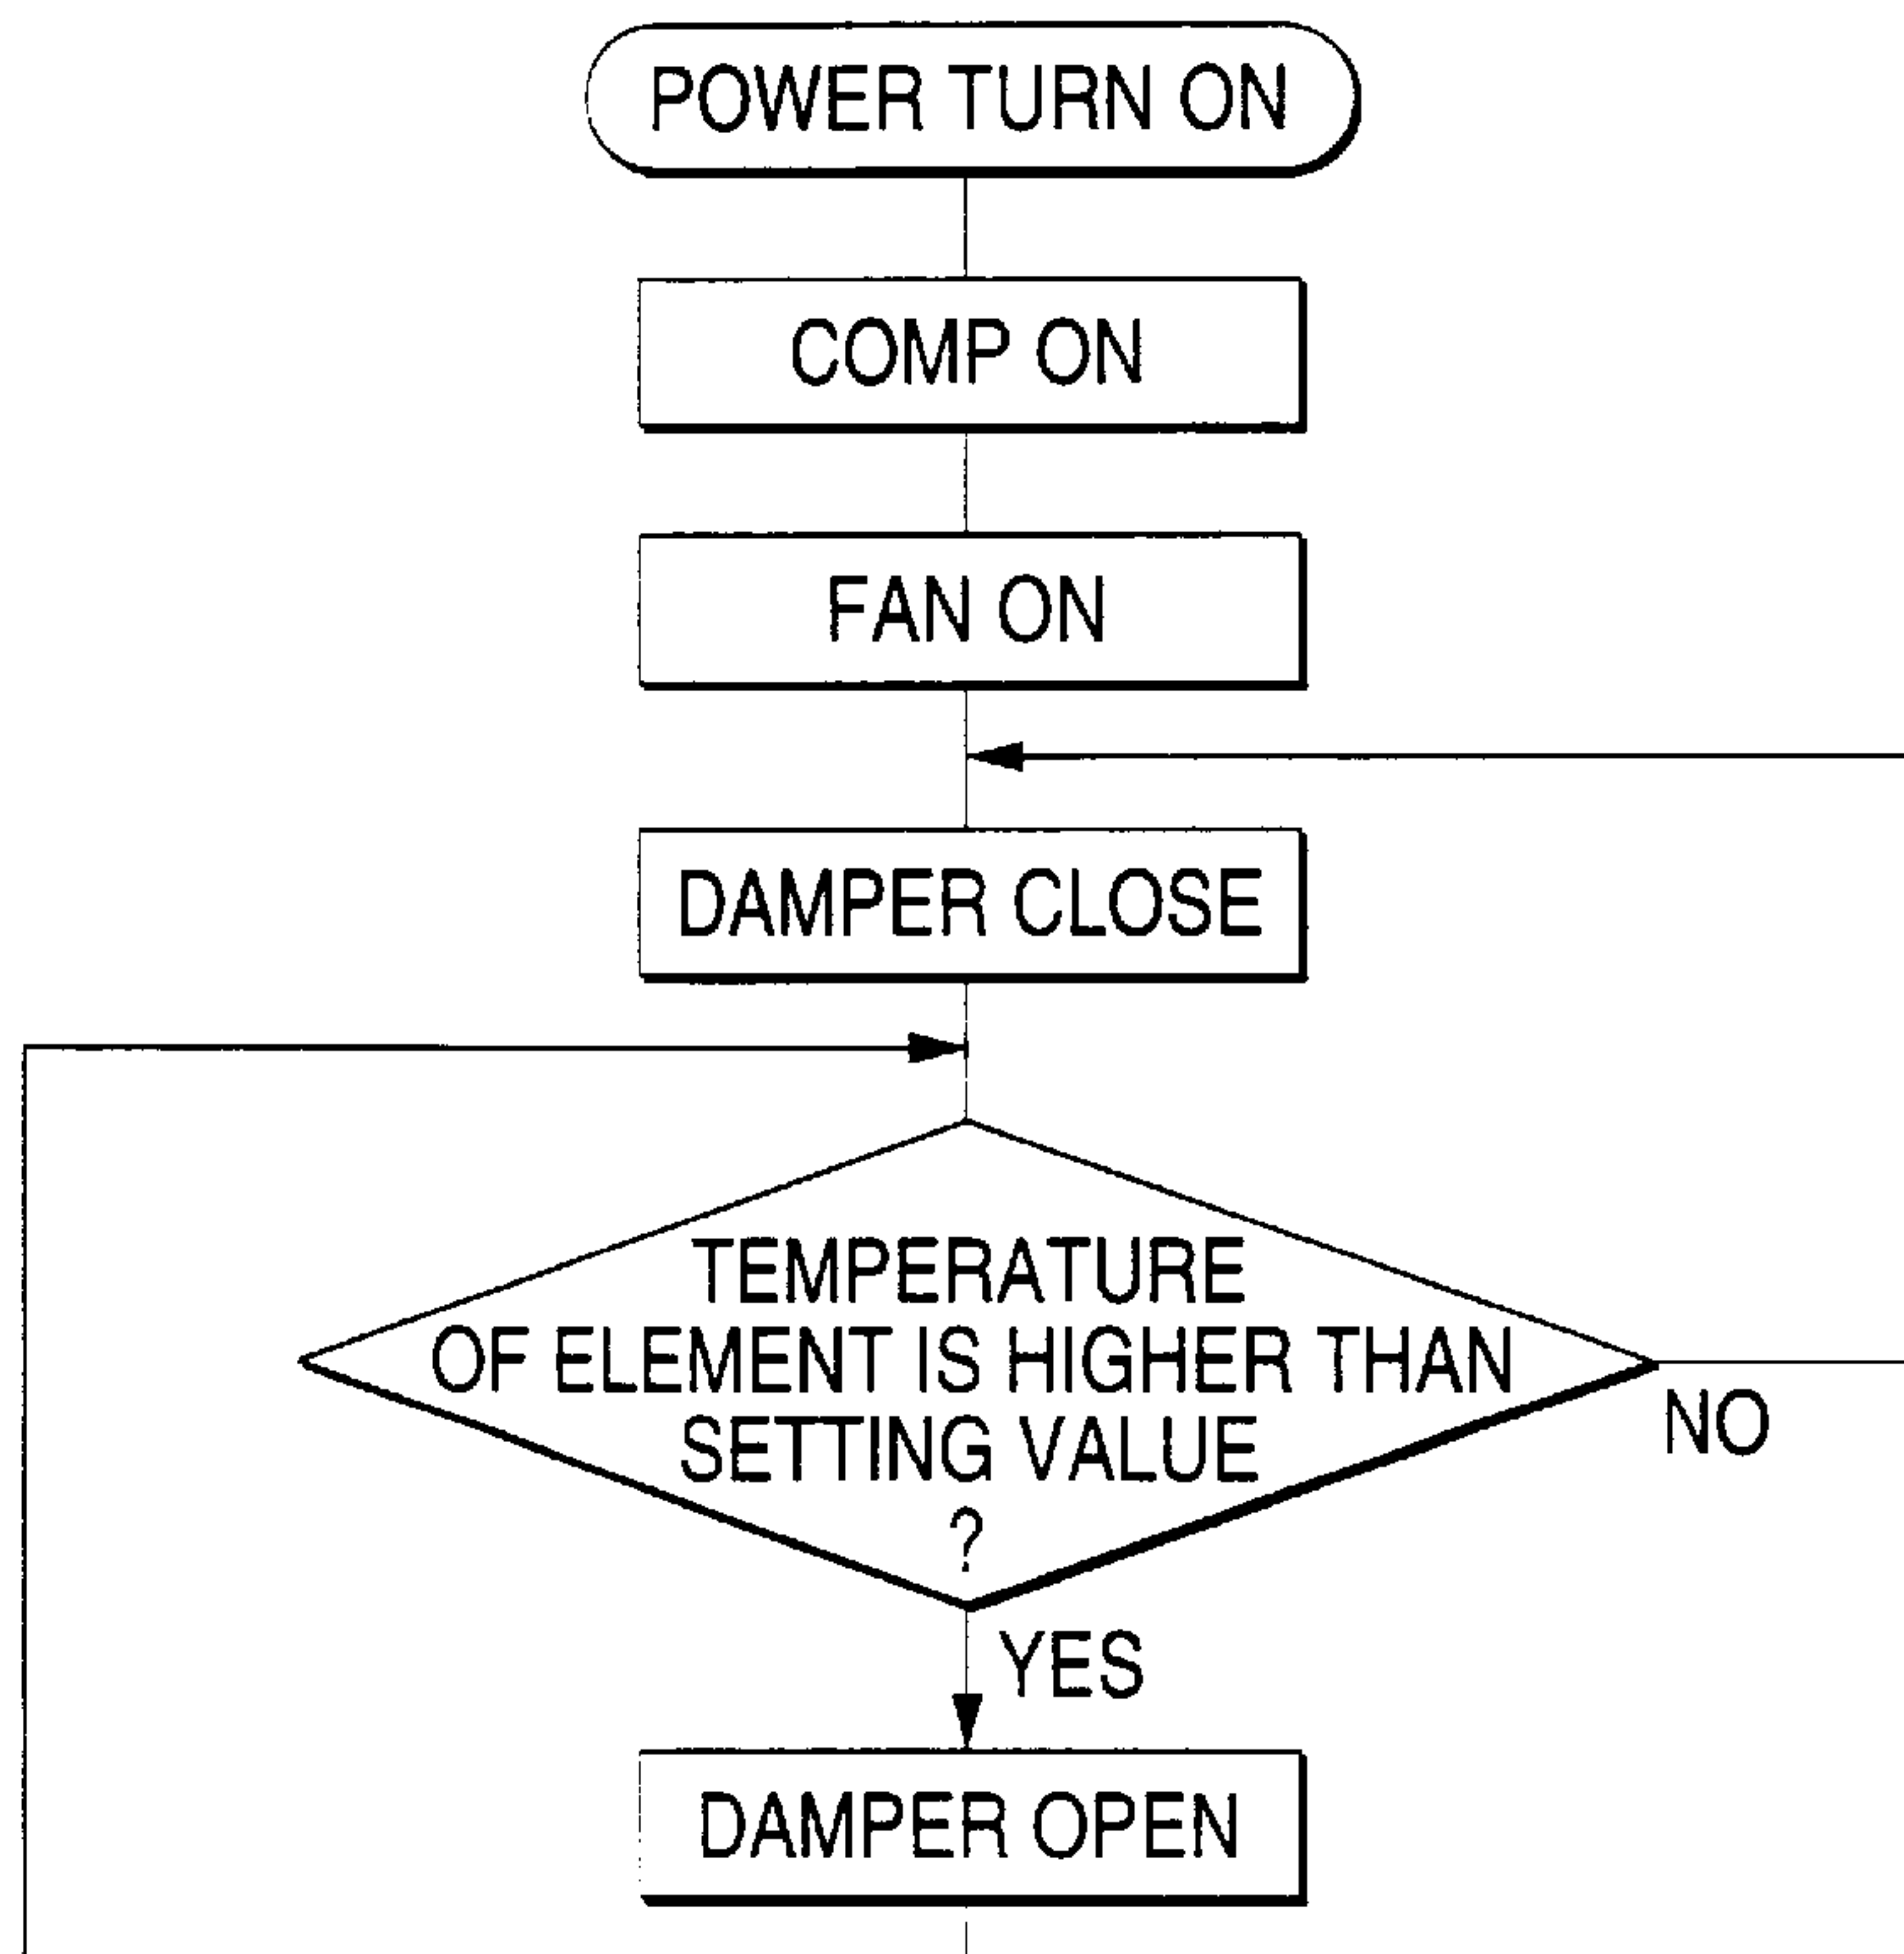 POWER TURN ON
COMP ON
FAN ON
DAMPER CLOSE
TEMPERATURE
OF ELEMENT IS HIGHER THAN
SETTING VALUE
?
NO
YES
DAMPER OPEN